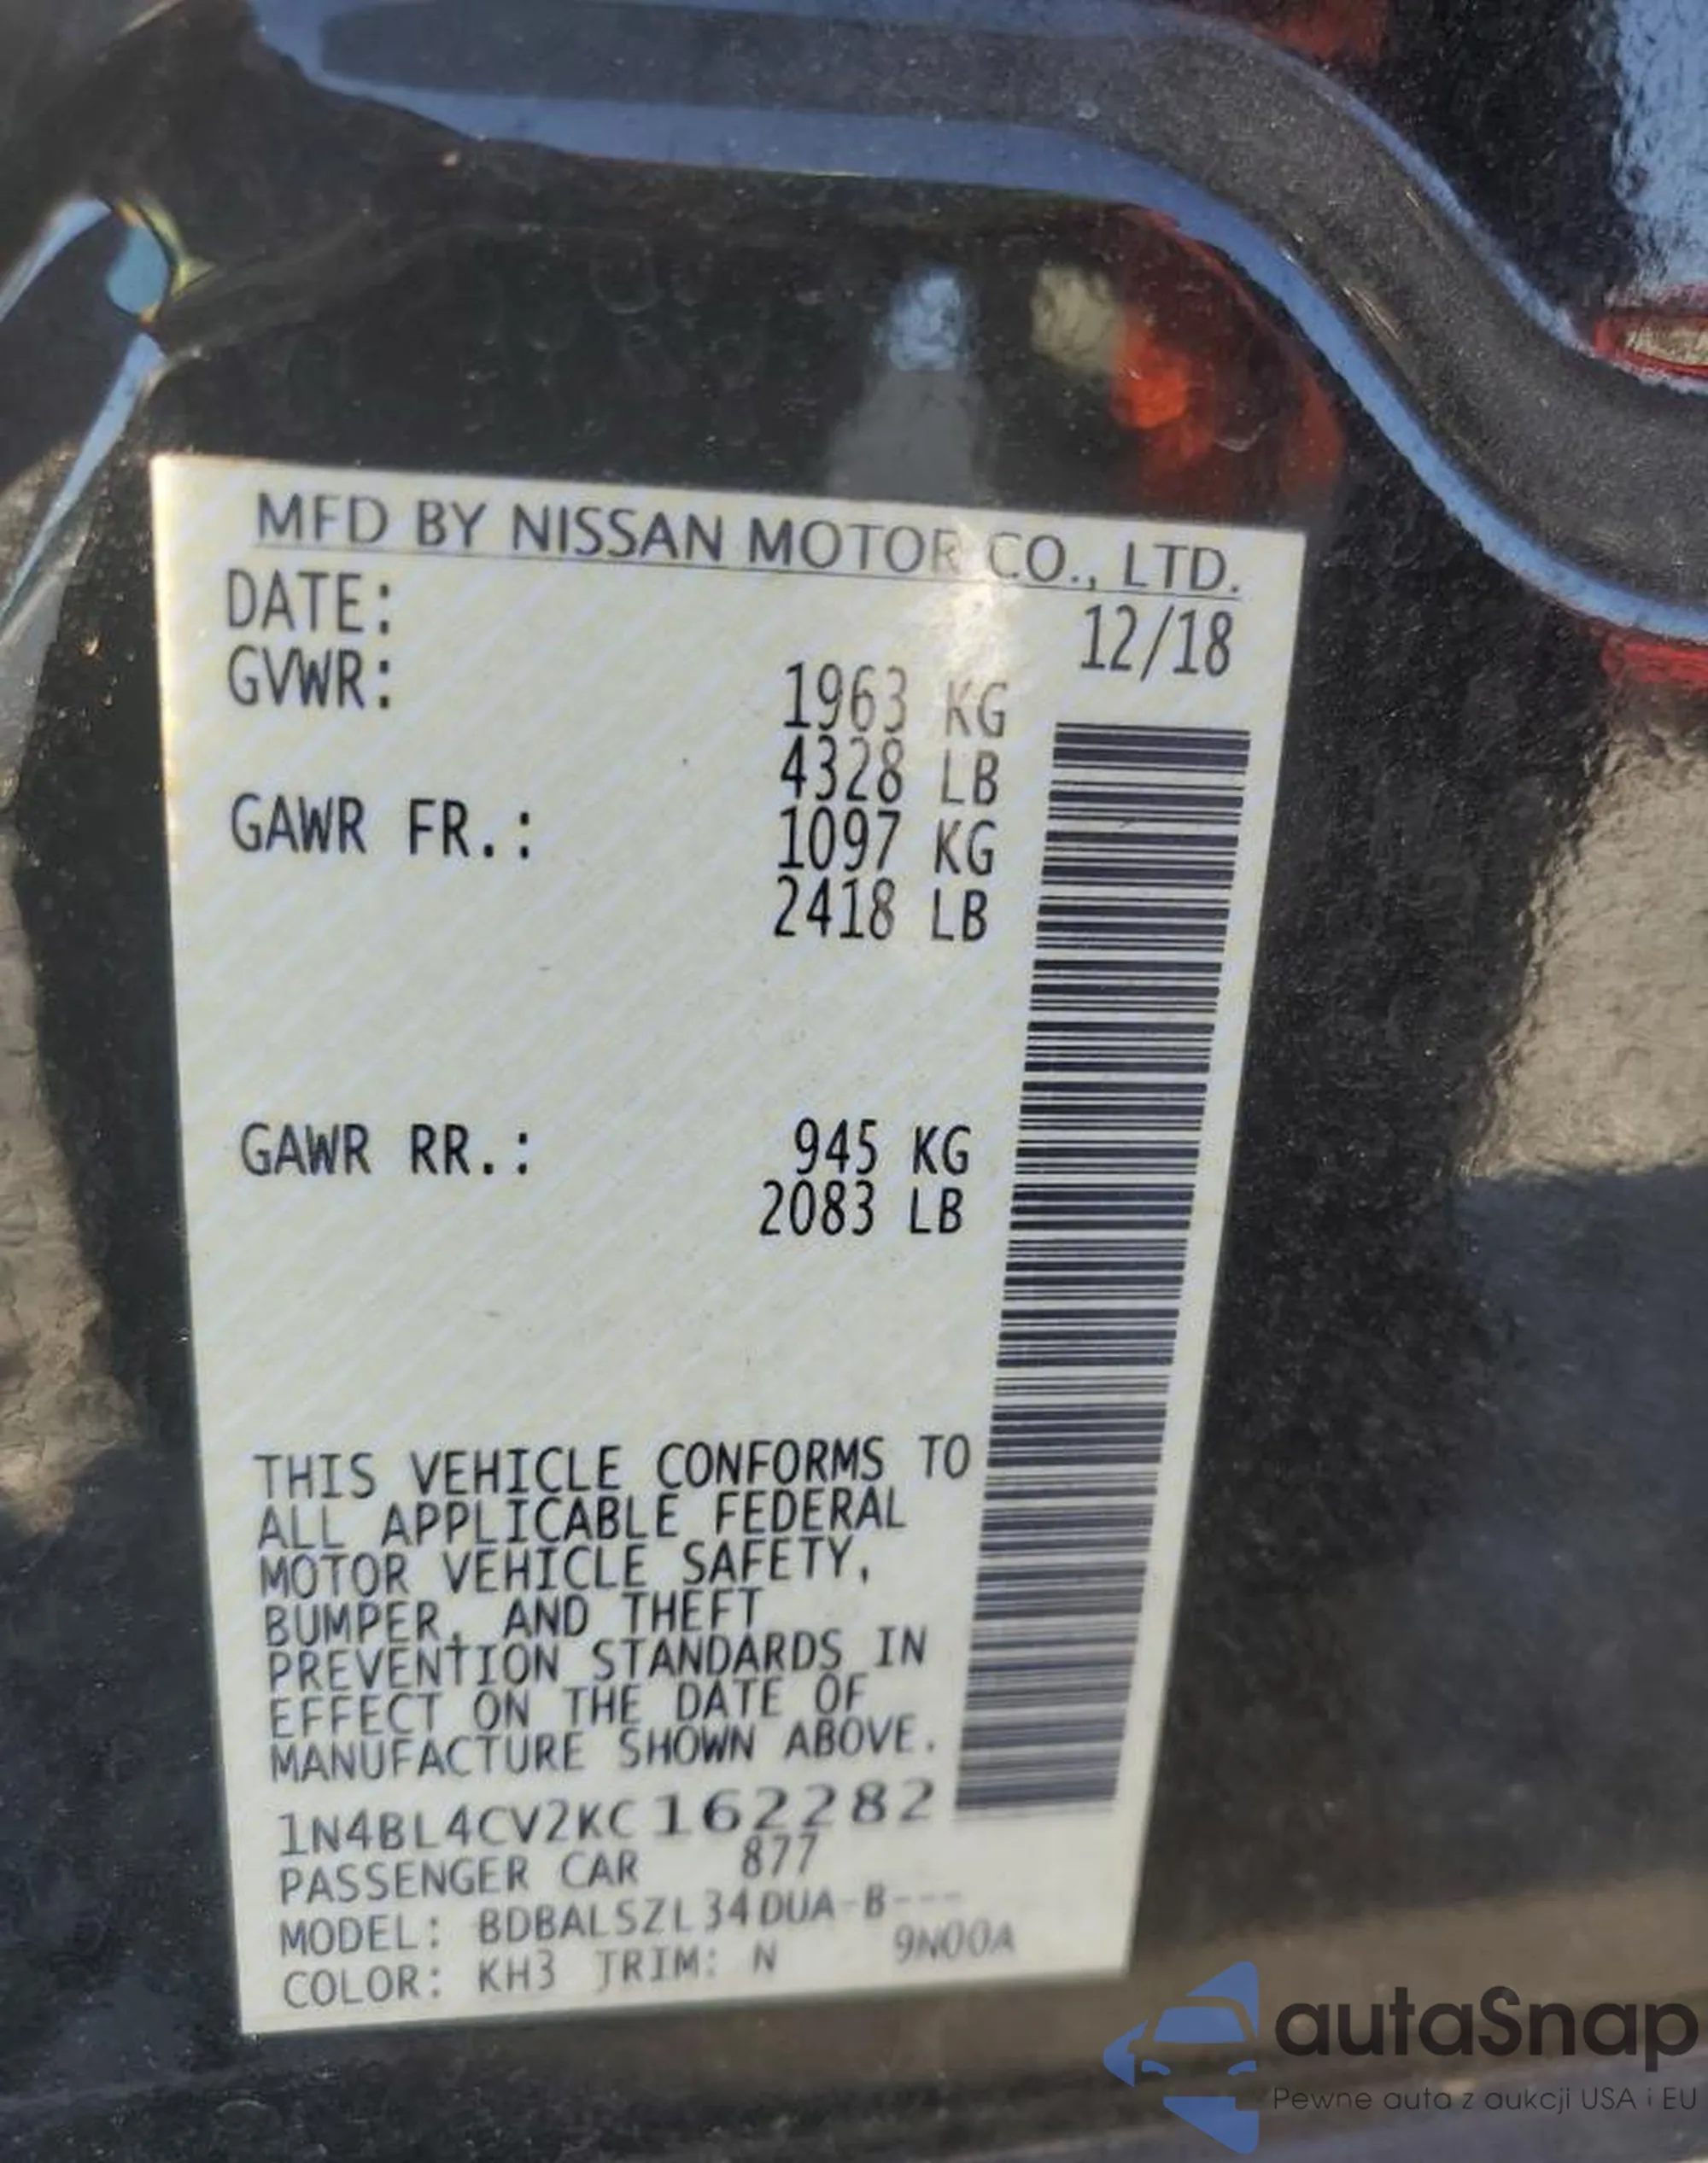 MFD BY NISSAN MOTOR CO., LTD.
DATE: 12/18
GVWR: 1963 KG
4328 LB
GAWR FR.: 1097 KG
2418 LB
GAWR RR.: 945 KG
2083 LB
THIS VEHICLE CONFORMS TO
ALL APPLICABLE FEDERAL
MOTOR VEHICLE SAFETY,
BUMPER, AND THEFT
PREVENTION STANDARDS IN
EFFECT ON THE DATE OF
MANUFACTURE SHOWN ABOVE.
1N4BL4CV2KC162282
PASSENGER CAR 877
MODEL: BDBALSZL34DUA-B---
COLOR: KH3 TRIM: N 9N00A
autaSnap
Pewne auta z aukcji USA i EU